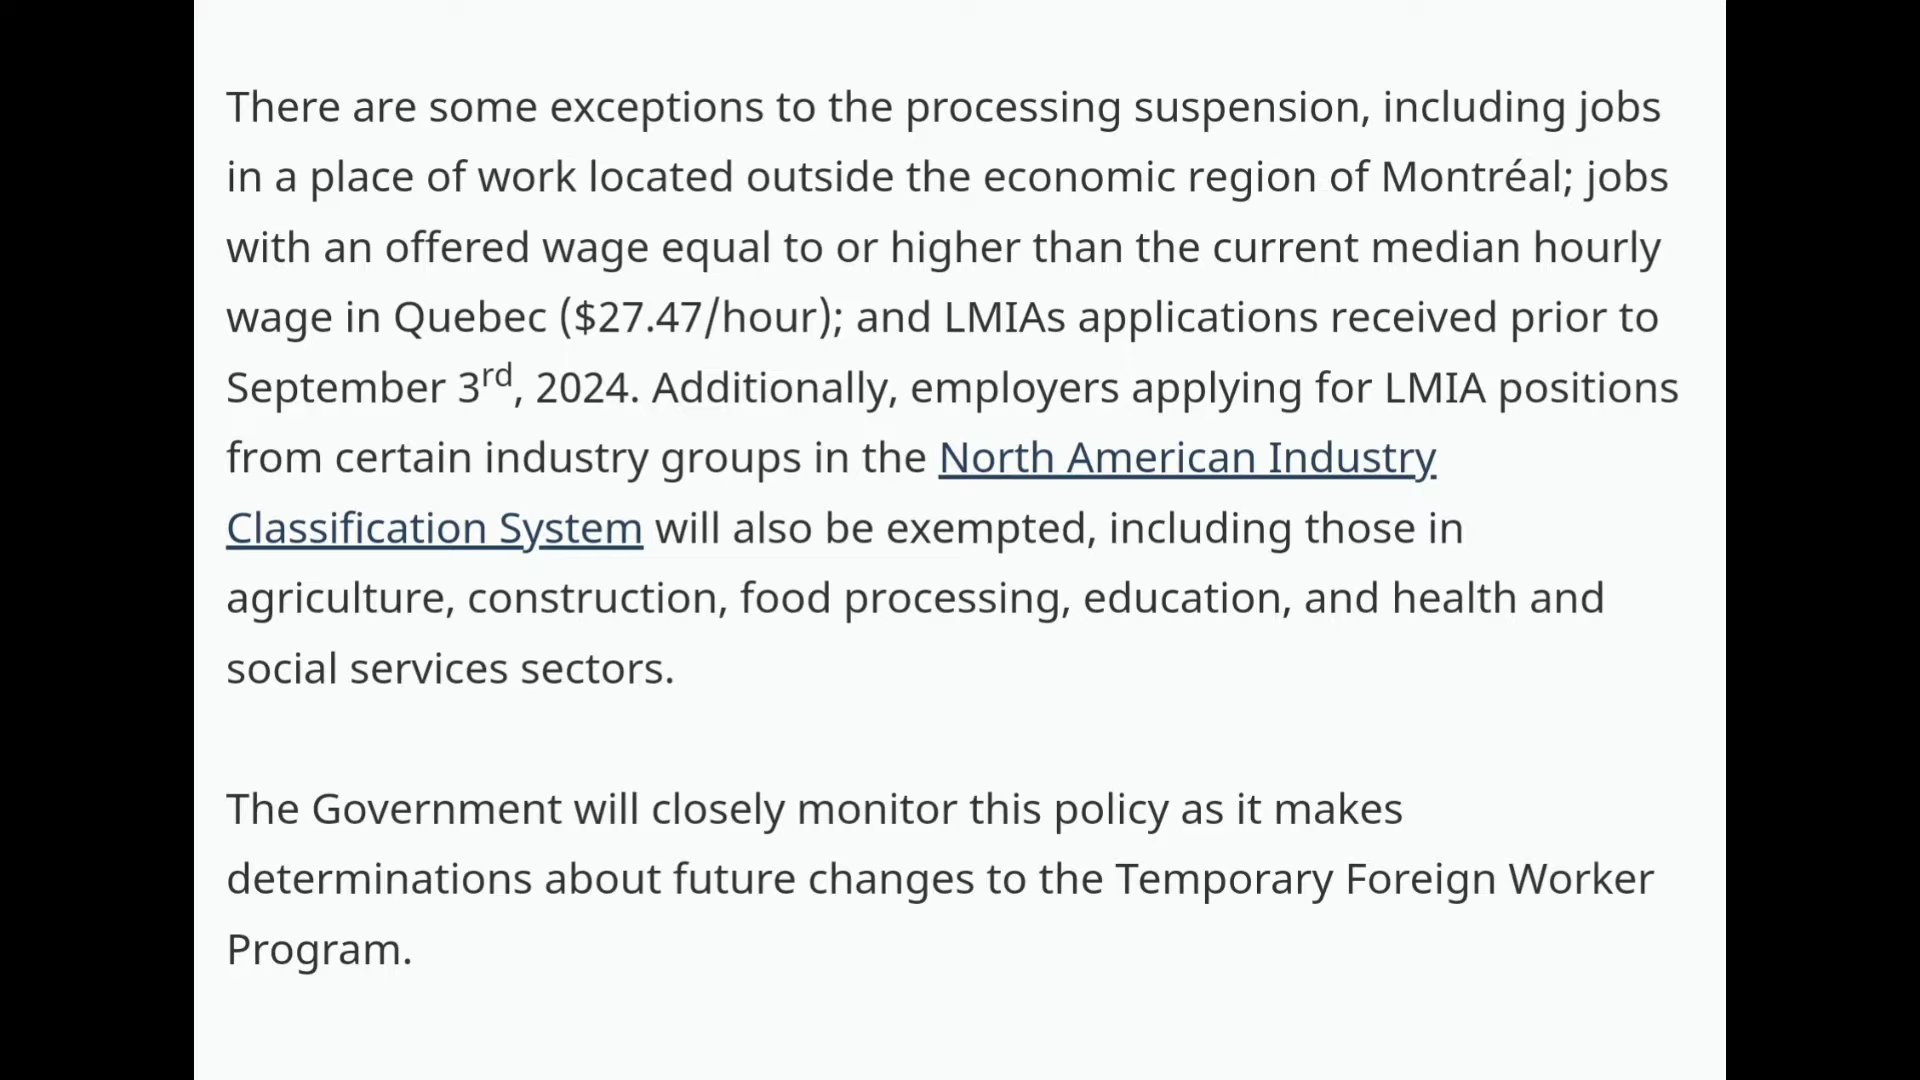 There are some exceptions to the processing suspension, including jobs
in a place of work located outside the economic region of Montréal; jobs
with an offered wage equal to or higher than the current median hourly
wage in Quebec ($27.47/hour); and LMIAs applications received prior to
September 3rd, 2024. Additionally, employers applying for LMIA positions
from certain industry groups in the North American Industry
Classification System will also be exempted, including those in
agriculture, construction, food processing, education, and health and
social services sectors.
The Government will closely monitor this policy as it makes
determinations about future changes to the Temporary Foreign Worker
Program.